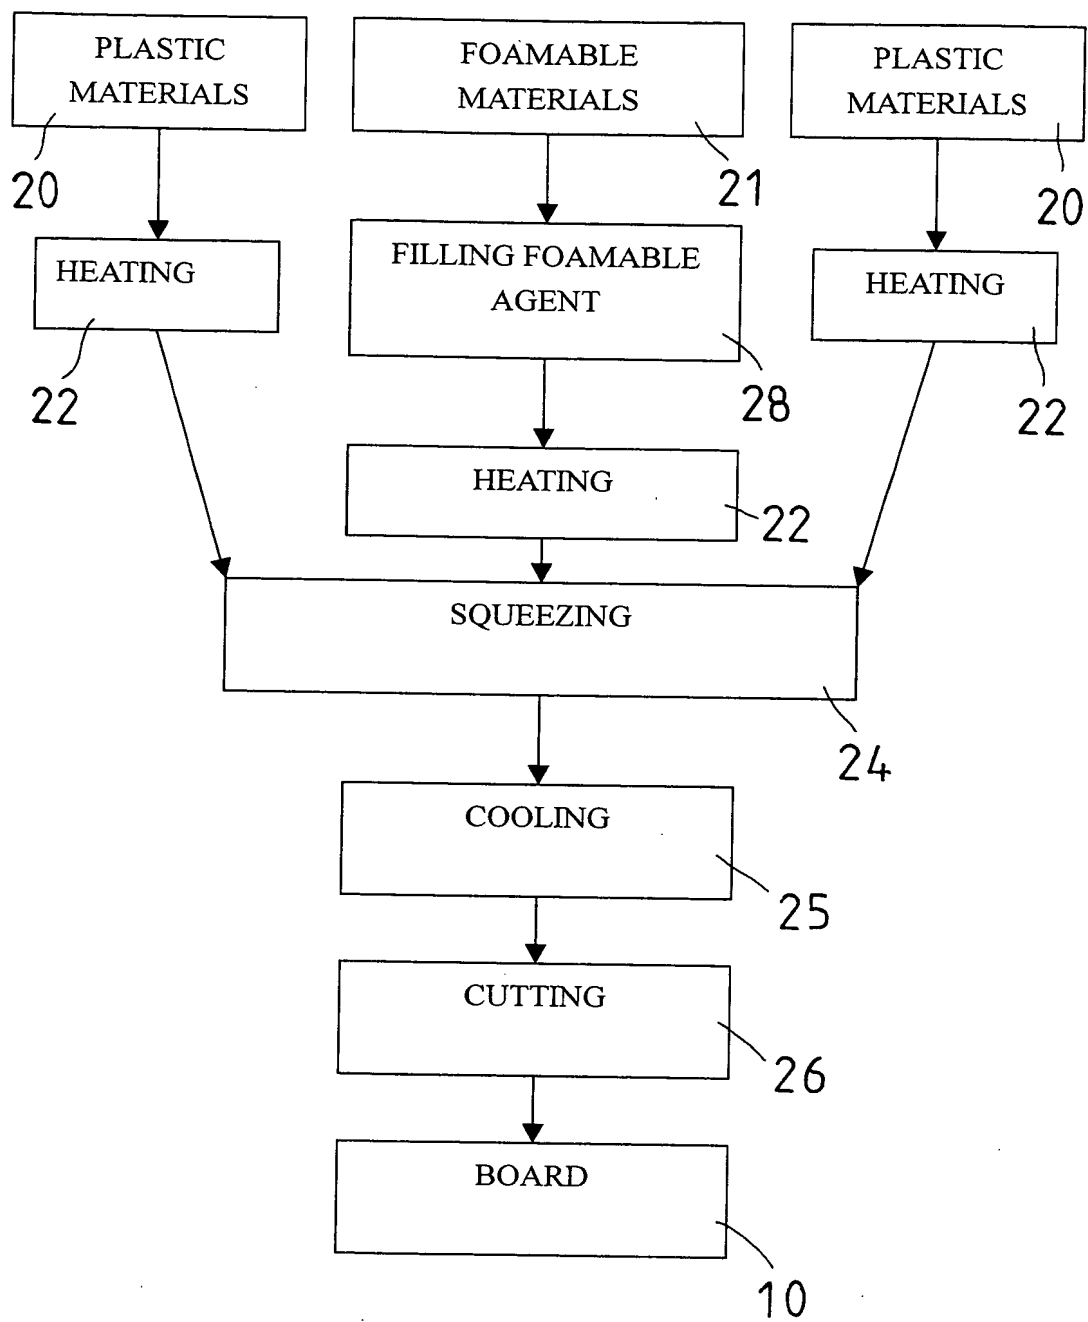 PLASTIC
MATERIALS
20
FOAMABLE
MATERIALS
21
PLASTIC
MATERIALS
20
HEATING
22
FILLING FOAMABLE
AGENT
28
HEATING
22
HEATING
22
SQUEEZING
24
COOLING
25
CUTTING
26
BOARD
10